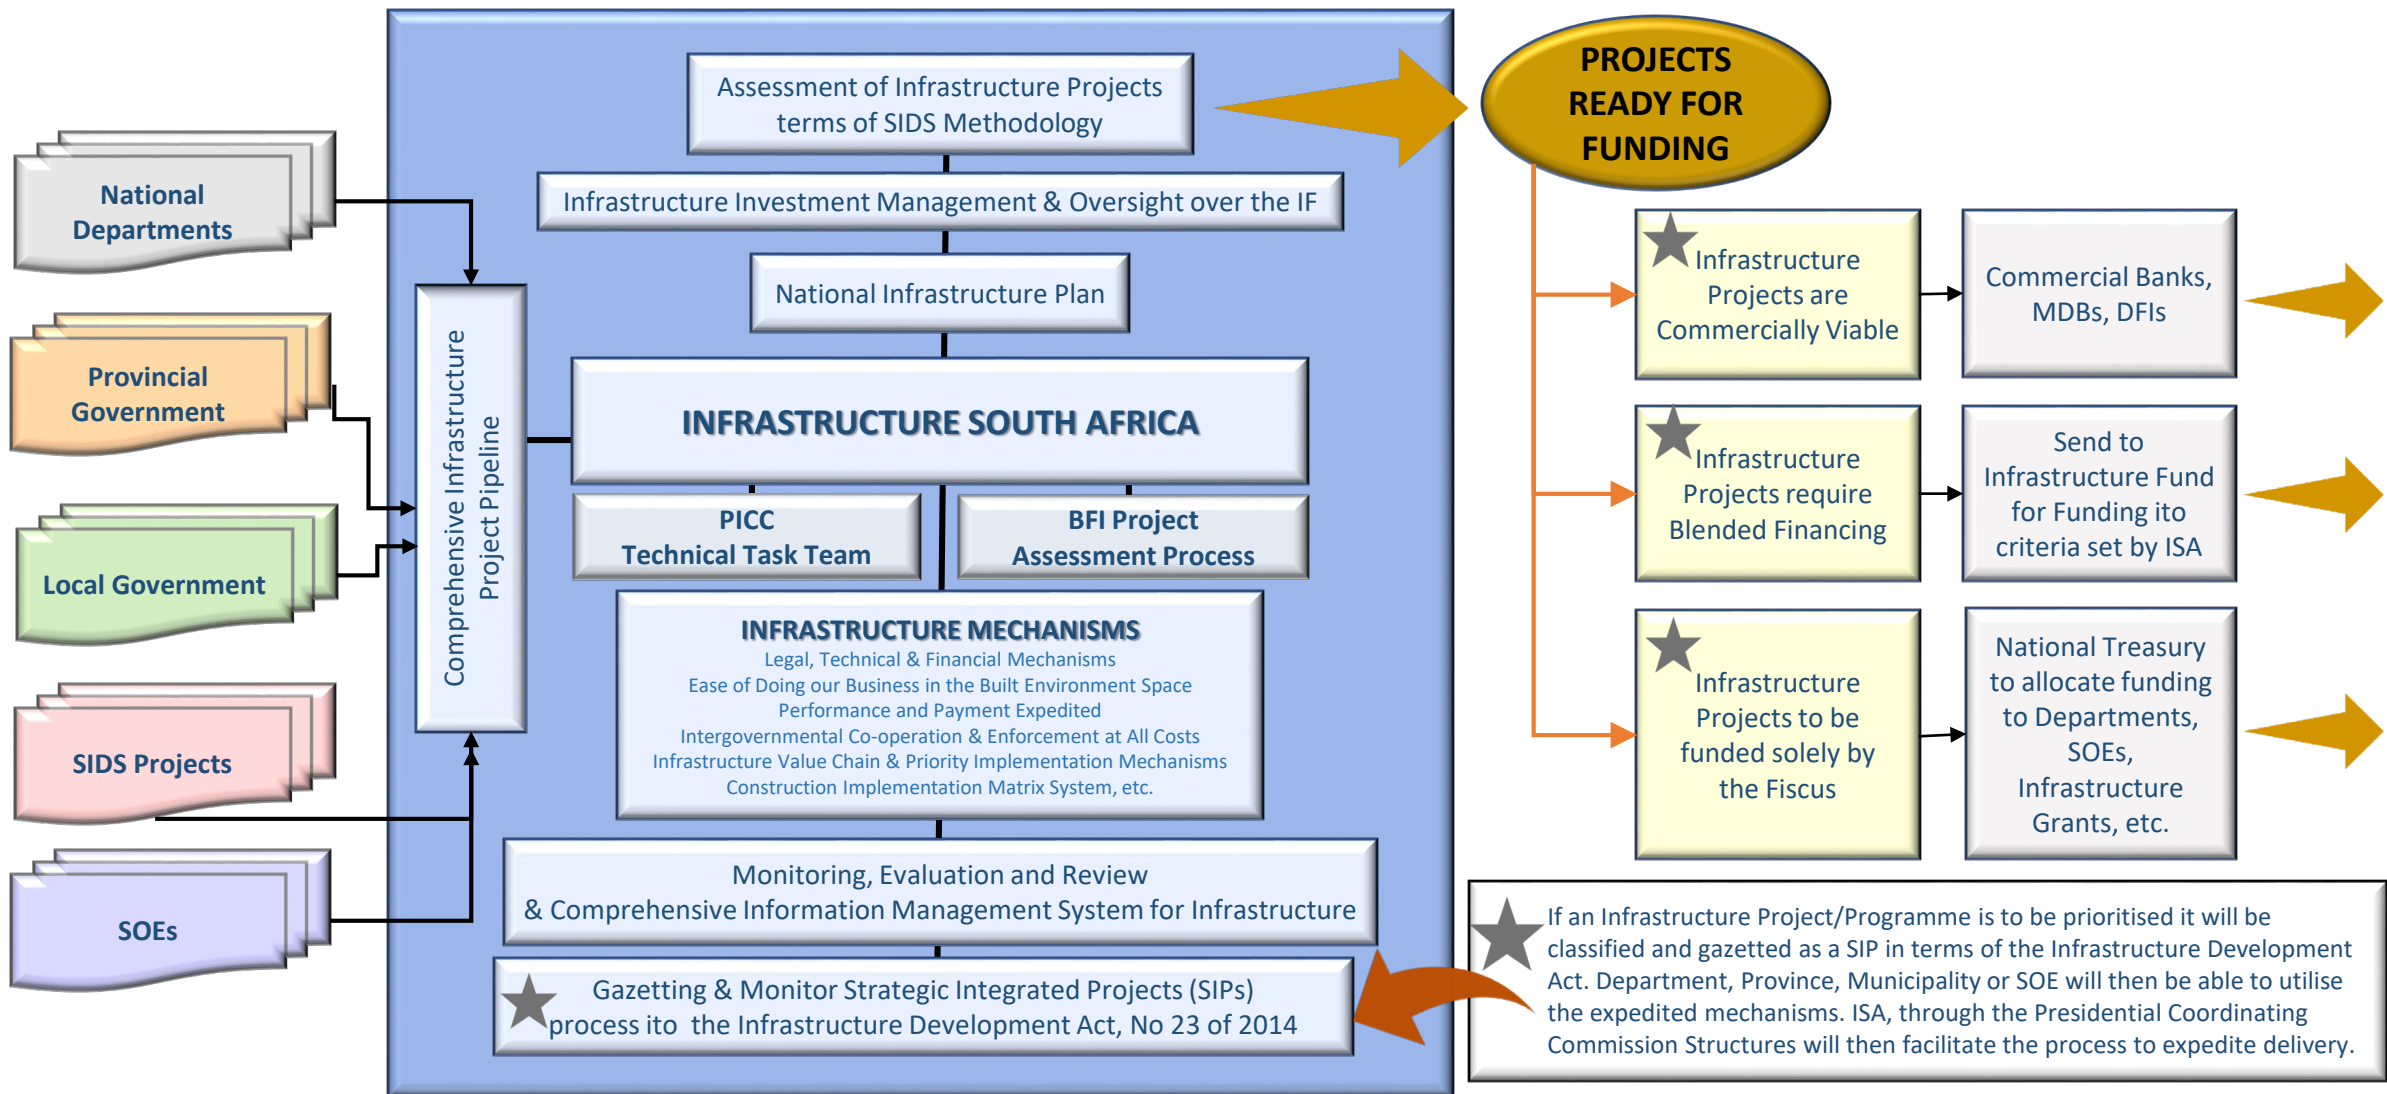 National
Departments
Provincial
Government
Local Government
SIDS Projects
SOEs
Comprehensive Infrastructure
Project Pipeline
Assessment of Infrastructure Projects
terms of SIDS Methodology
Infrastructure Investment Management & Oversight over the IF
National Infrastructure Plan
INFRASTRUCTURE SOUTH AFRICA
PICC
Technical Task Team
BFI Project
Assessment Process
INFRASTRUCTURE MECHANISMS
Legal, Technical & Financial Mechanisms
Ease of Doing our Business in the Built Environment Space
Performance and Payment Expedited
Intergovernmental Co-operation & Enforcement at All Costs
Infrastructure Value Chain & Priority Implementation Mechanisms
Construction Implementation Matrix System, etc.
Monitoring, Evaluation and Review
& Comprehensive Information Management System for Infrastructure
Gazetting & Monitor Strategic Integrated Projects (SIPs)
process ito the Infrastructure Development Act, No 23 of 2014
PROJECTS
READY FOR
FUNDING
Infrastructure
Projects are
Commercially Viable
Commercial Banks,
MDBs, DFIs
Infrastructure
Projects require
Blended Financing
Send to
Infrastructure Fund
for Funding ito
criteria set by ISA
Infrastructure
Projects to be
funded solely by
the Fiscus
National Treasury
to allocate funding
to Departments,
SOEs,
Infrastructure
Grants, etc.
If an Infrastructure Project/Programme is to be prioritised it will be
classified and gazetted as a SIP in terms of the Infrastructure Development
Act. Department, Province, Municipality or SOE will then be able to utilise
the expedited mechanisms. ISA, through the Presidential Coordinating
Commission Structures will then facilitate the process to expedite delivery.